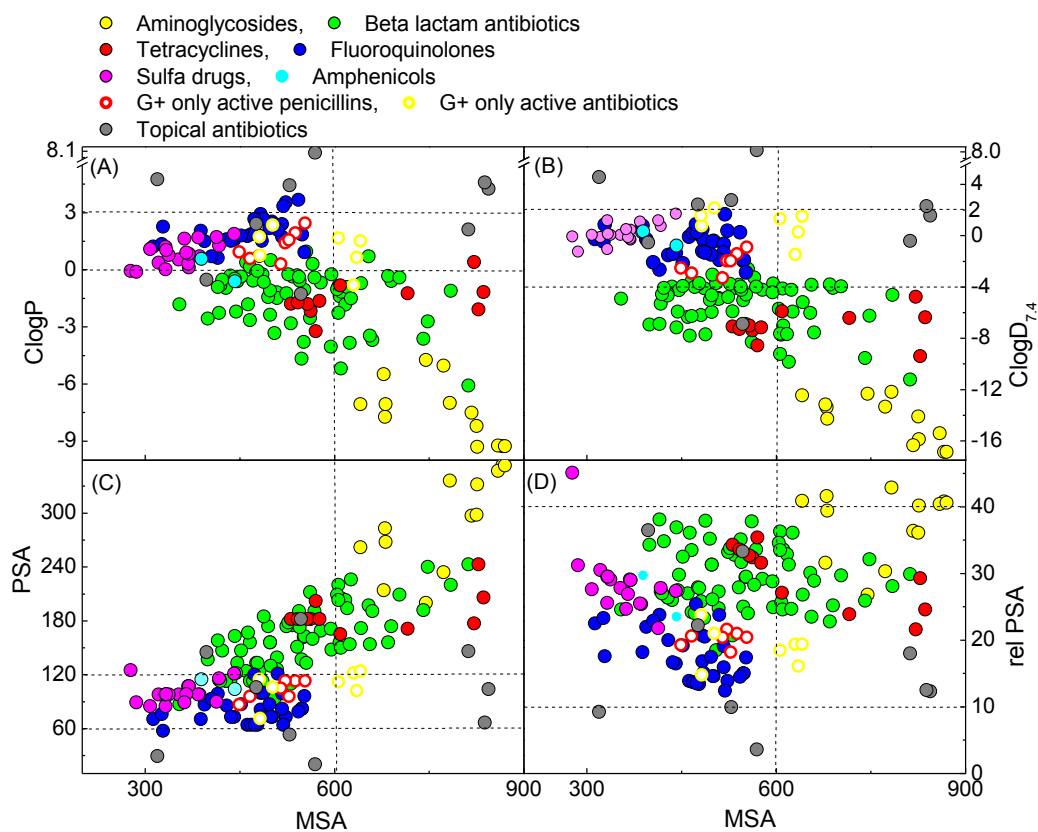 Aminoglycosides, Beta lactam antibiotics
Tetracyclines, Fluoroquinolones
Sulfa drugs, Amphenicols
G+ only active penicillins, G+ only active antibiotics
Topical antibiotics
8.1
3
0
-3
-6
-9
ClogP
(A)
(B)
8.0
4
2
0
-4
-8
-12
-16
ClogD7.4
(C)
300
240
180
120
60
PSA
(D)
40
30
20
10
0
rel PSA
300 600 900
MSA
300 600 900
MSA